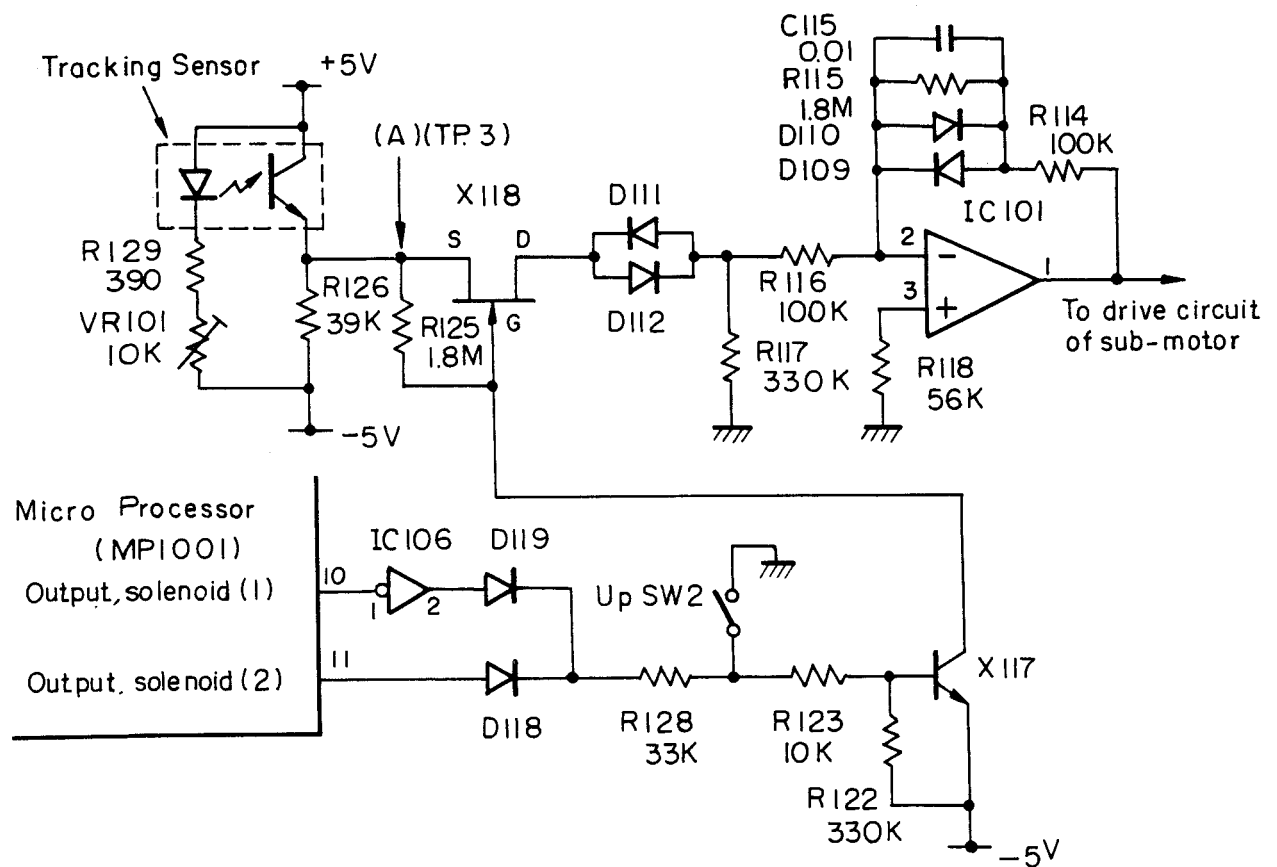 Tracking Sensor
+5V
R129
390
VR101
10K
R126
39K
-5V
(A)(TP.3)
R125
1.8M
X118
S
D
G
D111
D112
R116
100K
R117
330K
C115
0.01
R115
1.8M
D110
D109
R114
100K
IC101
2
3
1
-
+
R118
56K
To drive circuit
of sub-motor
Micro Processor
(MP1001)
Output, solenoid (1)
10
IC106
1
2
D119
Output, solenoid (2)
11
D118
Up SW2
R128
33K
R123
10K
X117
R122
330K
-5V